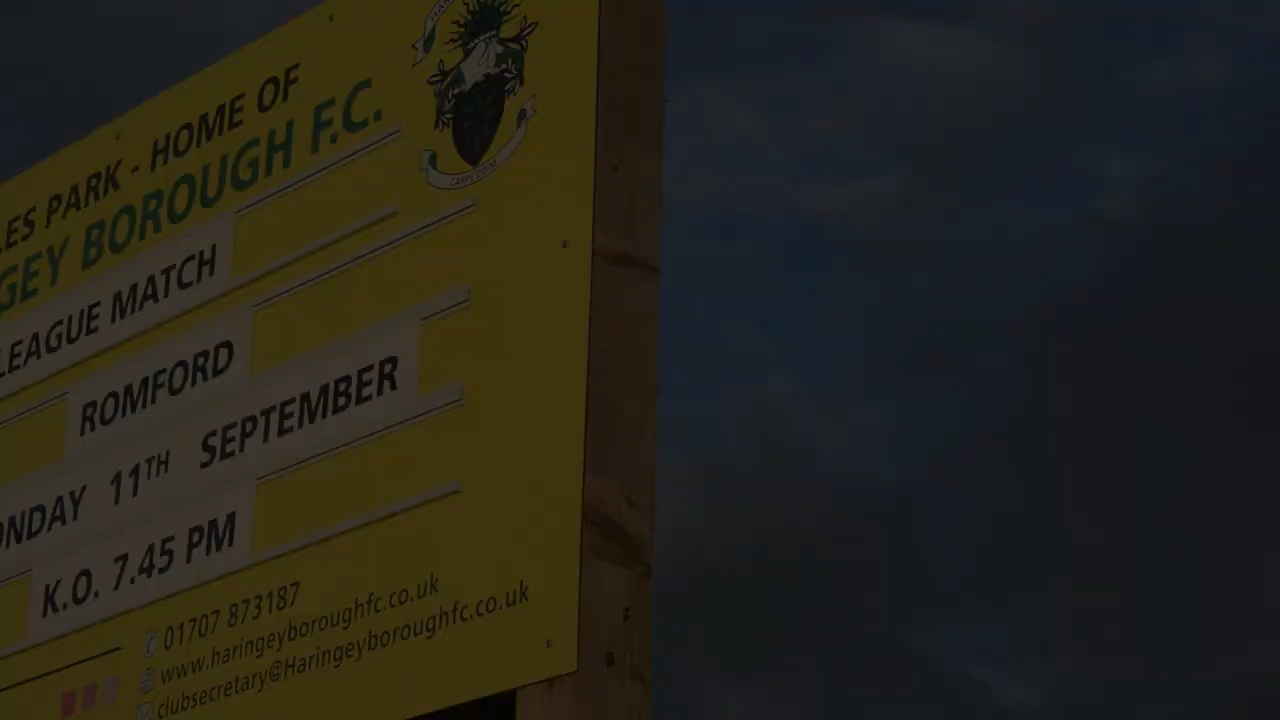 LES PARK - HOME OF
GEY BOROUGH F.C.
LEAGUE MATCH
ROMFORD
ONDAY 11TH SEPTEMBER
K.O. 7.45 PM
01707 873187
www.haringeyboroughfc.co.uk
clubsecretary@Haringeyboroughfc.co.uk